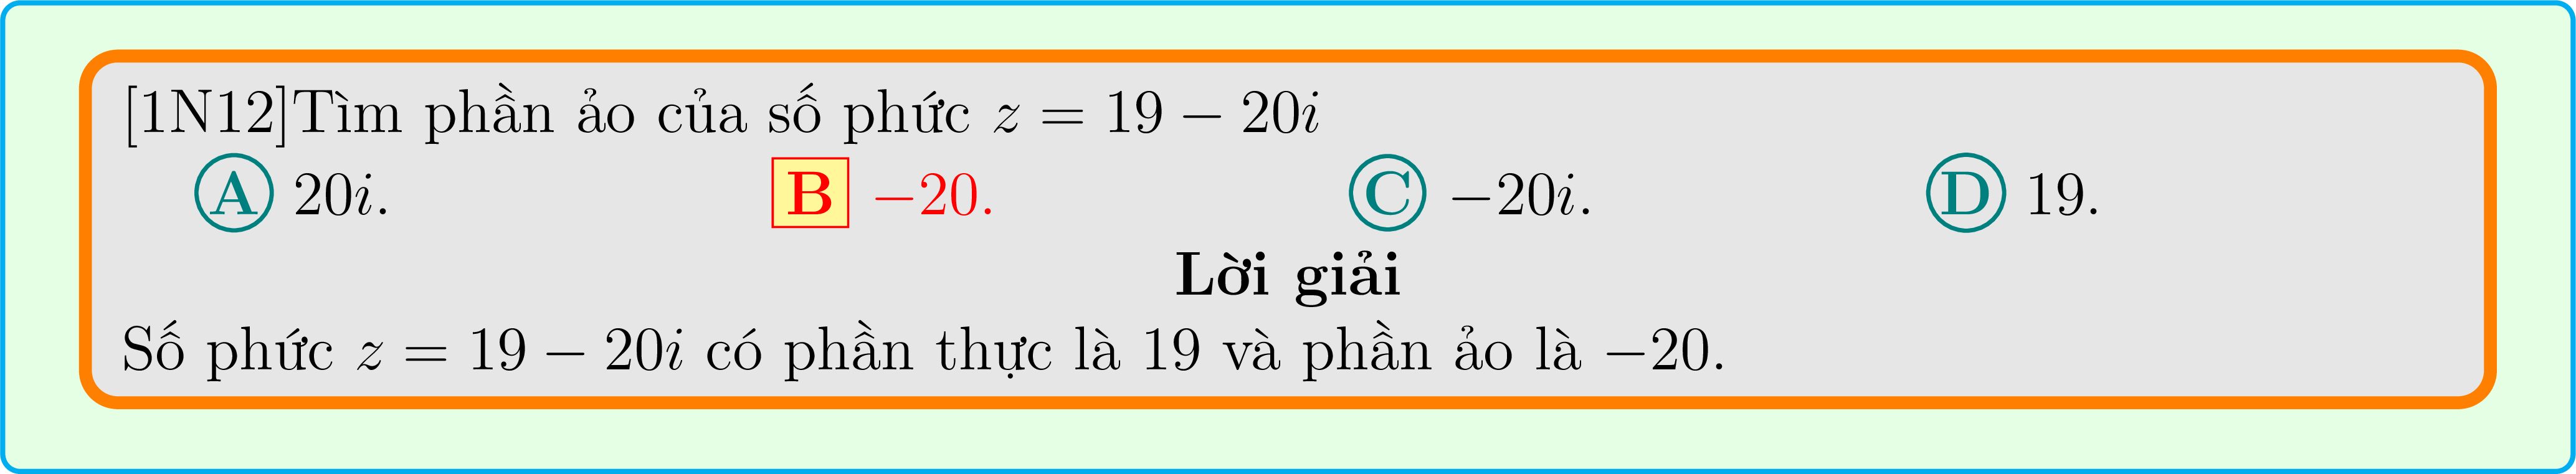 [1N12]Tìm phần ảo của số phức z = 19 − 20i
A 20i. B −20. C −20i. D 19.
Lời giải
Số phức z = 19 − 20i có phần thực là 19 và phần ảo là −20.